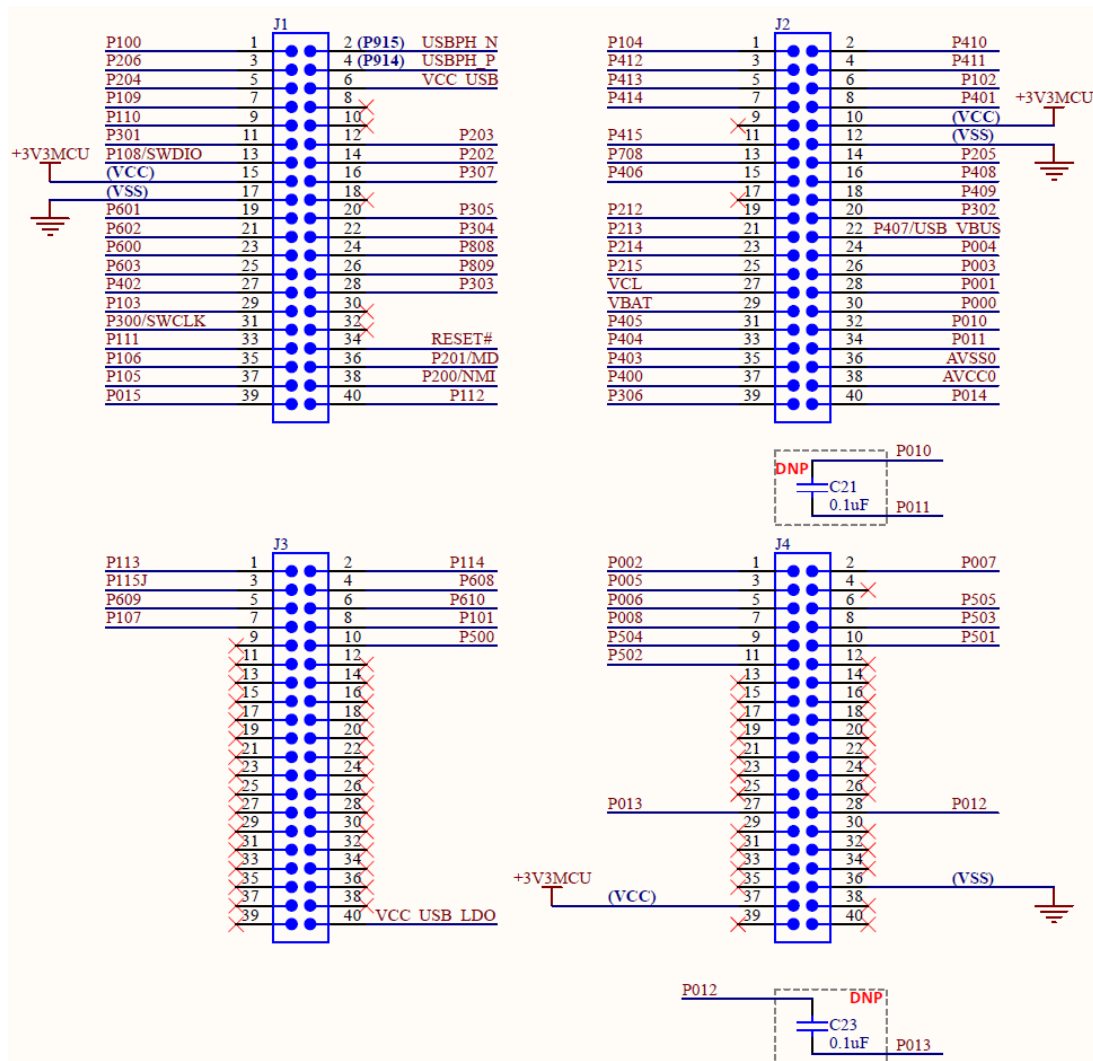 J1
P100 1 2 (P915) USBPH_N
P206 3 4 (P914) USBPH_P
P204 5 6 VCC_USB
P109 7 8
P110 9 10
P301 11 12 P203
+3V3MCU P108/SWDIO 13 14 P202
(VCC) 15 16 P307
(VSS) 17 18
P601 19 20 P305
P602 21 22 P304
P600 23 24 P808
P603 25 26 P809
P402 27 28 P303
P103 29 30
P300/SWCLK 31 32
P111 33 34 RESET#
P106 35 36 P201/MD
P105 37 38 P200/NMI
P015 39 40 P112
J2
P104 1 2 P410
P412 3 4 P411
P413 5 6 P102
P414 7 8 P401 +3V3MCU
9 10 (VCC)
P415 11 12 (VSS)
P708 13 14 P205
P406 15 16 P408
17 18 P409
P212 19 20 P302
P213 21 22 P407/USB_VBUS
P214 23 24 P004
P215 25 26 P003
VCL 27 28 P001
VBAT 29 30 P000
P405 31 32 P010
P404 33 34 P011
P403 35 36 AVSS0
P400 37 38 AVCC0
P306 39 40 P014
P010
DNP
C21
0.1uF
P011
J3
P113 1 2 P114
P115J 3 4 P608
P609 5 6 P610
P107 7 8 P101
9 10 P500
11 12
13 14
15 16
17 18
19 20
21 22
23 24
25 26
27 28
29 30
31 32
33 34
35 36
37 38
39 40 VCC_USB_LDO
J4
P002 1 2 P007
P005 3 4
P006 5 6 P505
P008 7 8 P503
P504 9 10 P501
P502 11 12
13 14
15 16
17 18
19 20
21 22
23 24
25 26
P013 27 28 P012
29 30
31 32
33 34
+3V3MCU 35 36 (VSS)
(VCC) 37 38
39 40
P012
DNP
C23
0.1uF
P013